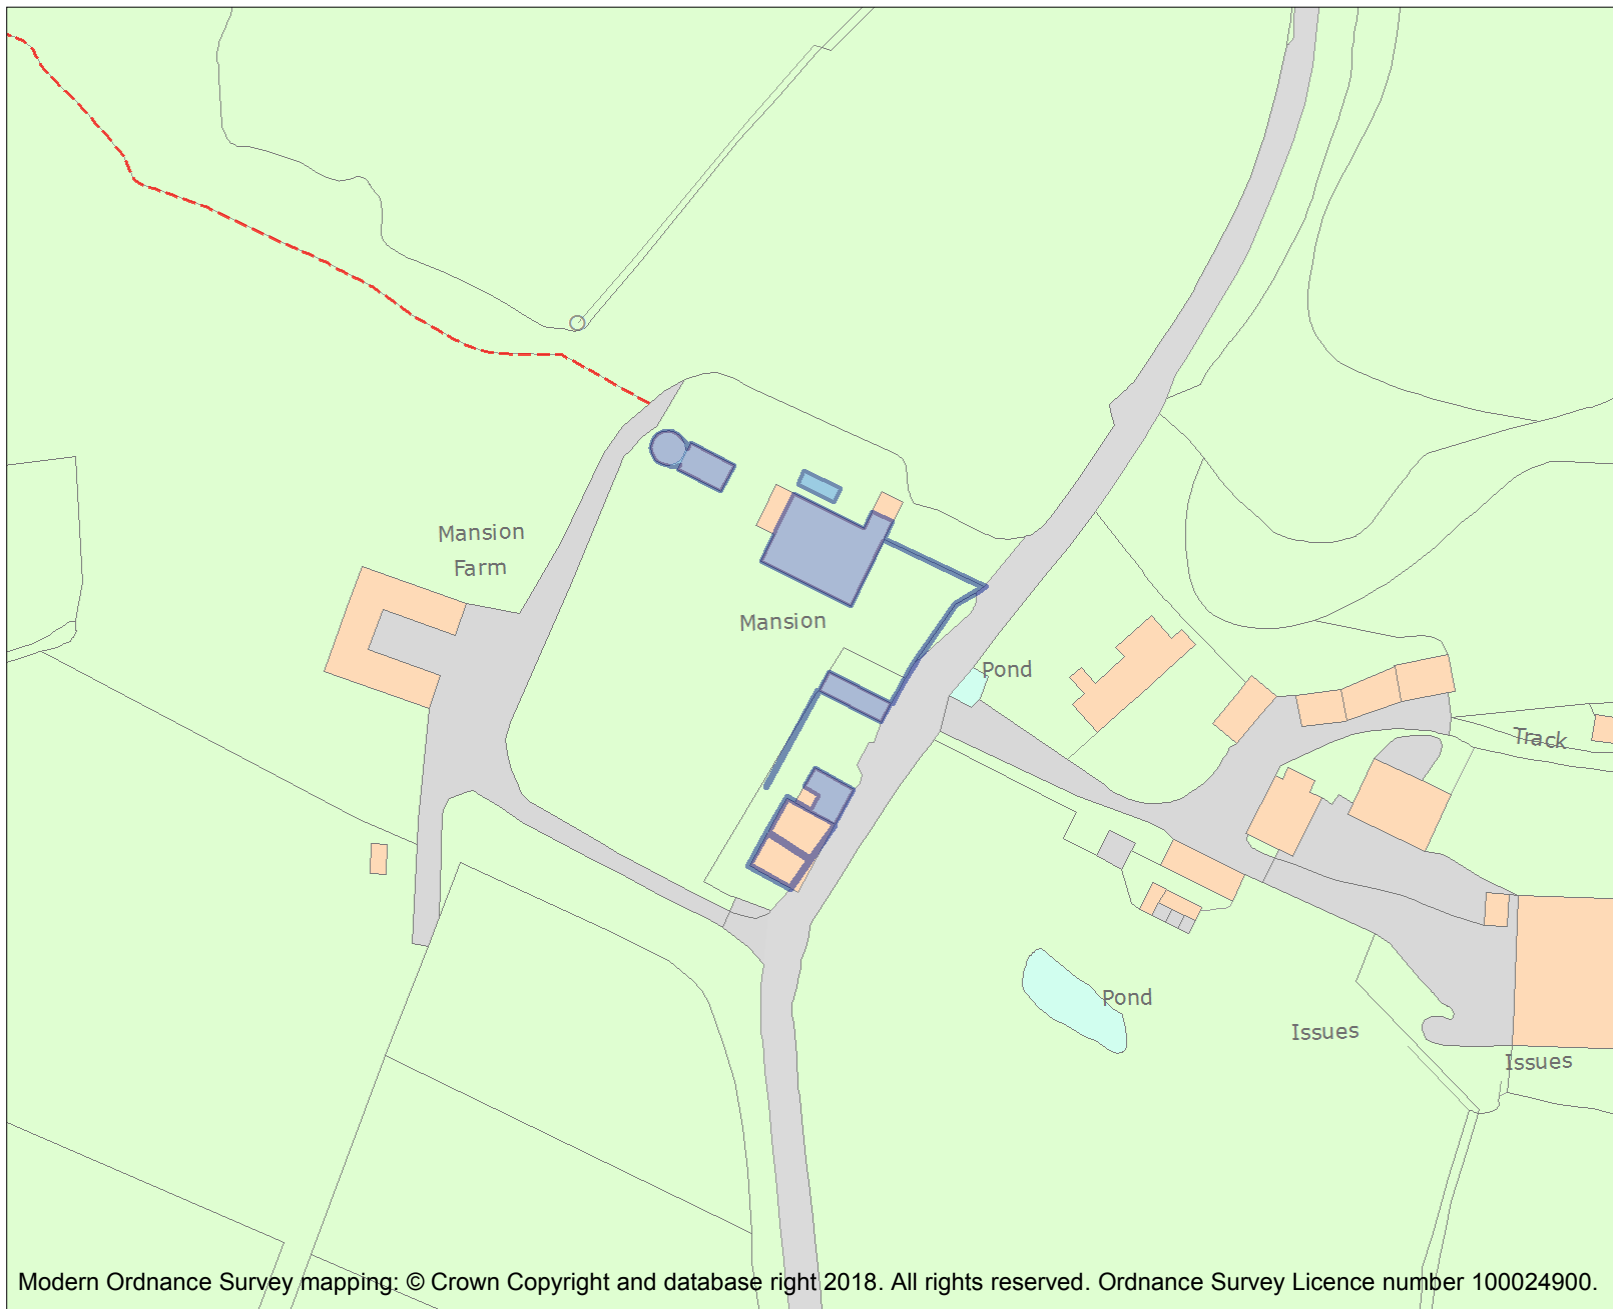 Mansion
Farm
Mansion
Pond
Track
Pond
Issues
Issues
Modern Ordnance Survey mapping: © Crown Copyright and database right 2018. All rights reserved. Ordnance Survey Licence number 100024900.